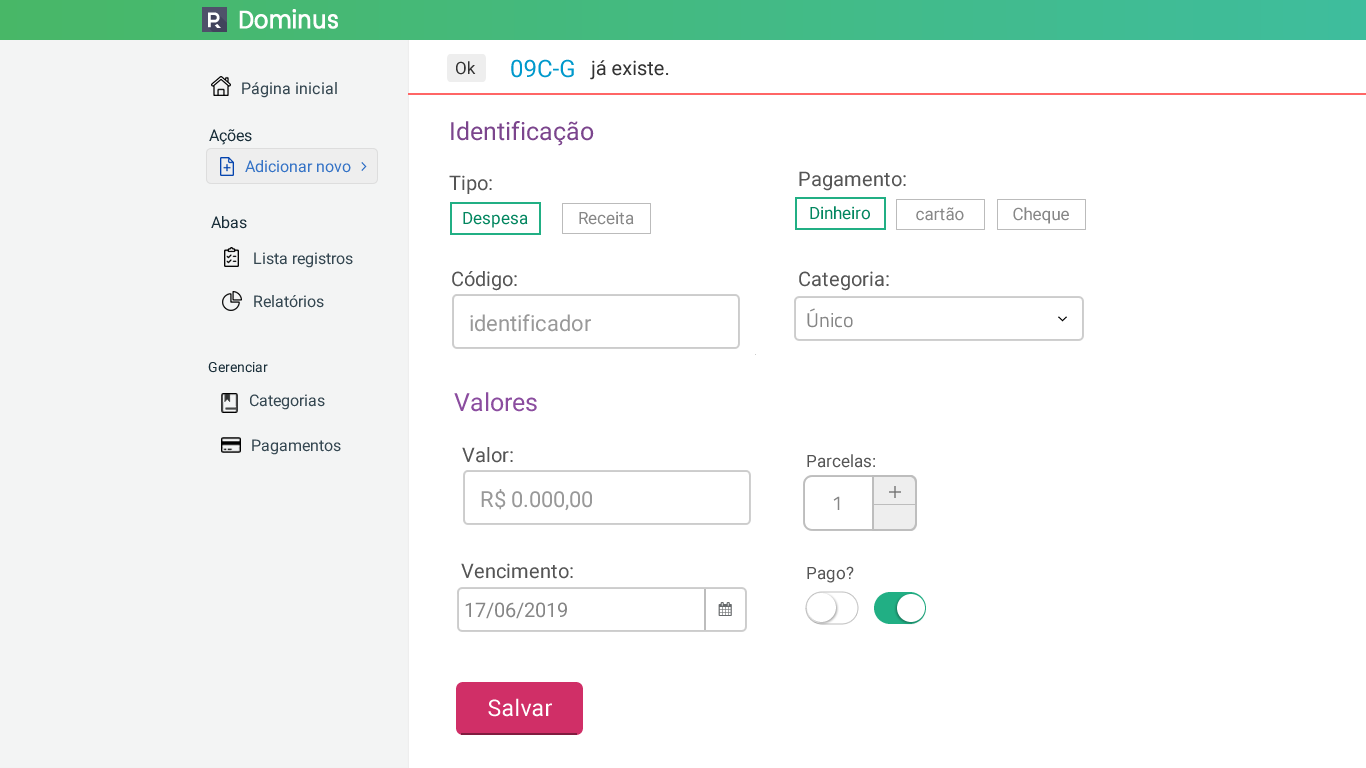 Dominus
Ok 09C-G já existe.
Página inicial
Ações
Adicionar novo
Abas
Lista registros
Relatórios
Gerenciar
Categorias
Pagamentos
Identificação
Tipo:
Despesa Receita
Pagamento:
Dinheiro cartão Cheque
Código:
identificador
Categoria:
Único
Valores
Valor:
R$ 0.000,00
Parcelas:
1 +
Vencimento:
17/06/2019
Pago?
Salvar